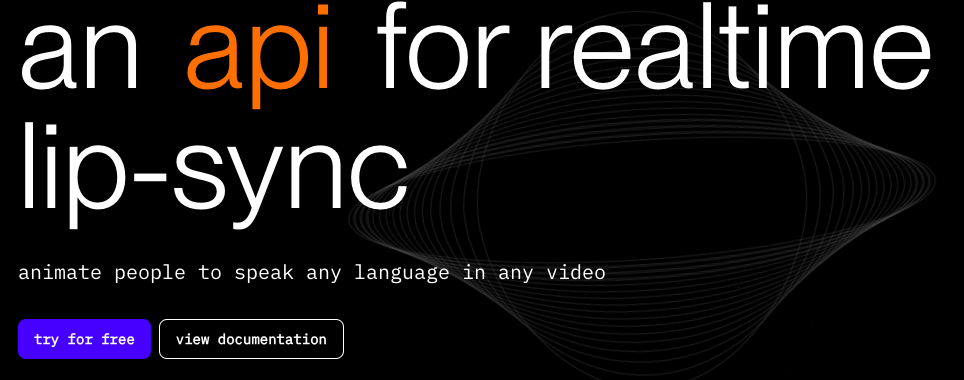 an api for realtime
lip-sync
animate people to speak any language in any video
try for free
view documentation